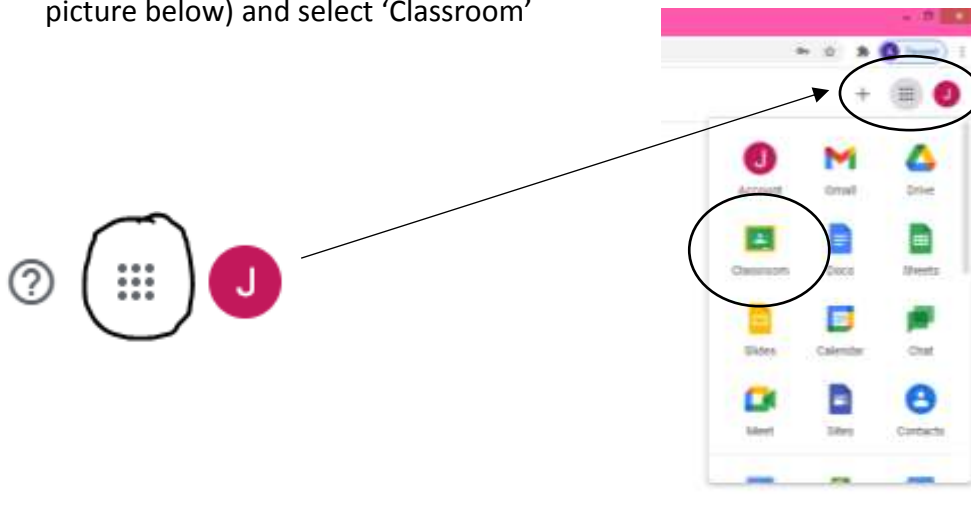 picture below) and select ‘Classroom’
J
J
Account Gmail Drive
Classroom Docs Sheets
Slides Calendar Chat
Meet Sites Contacts
? J